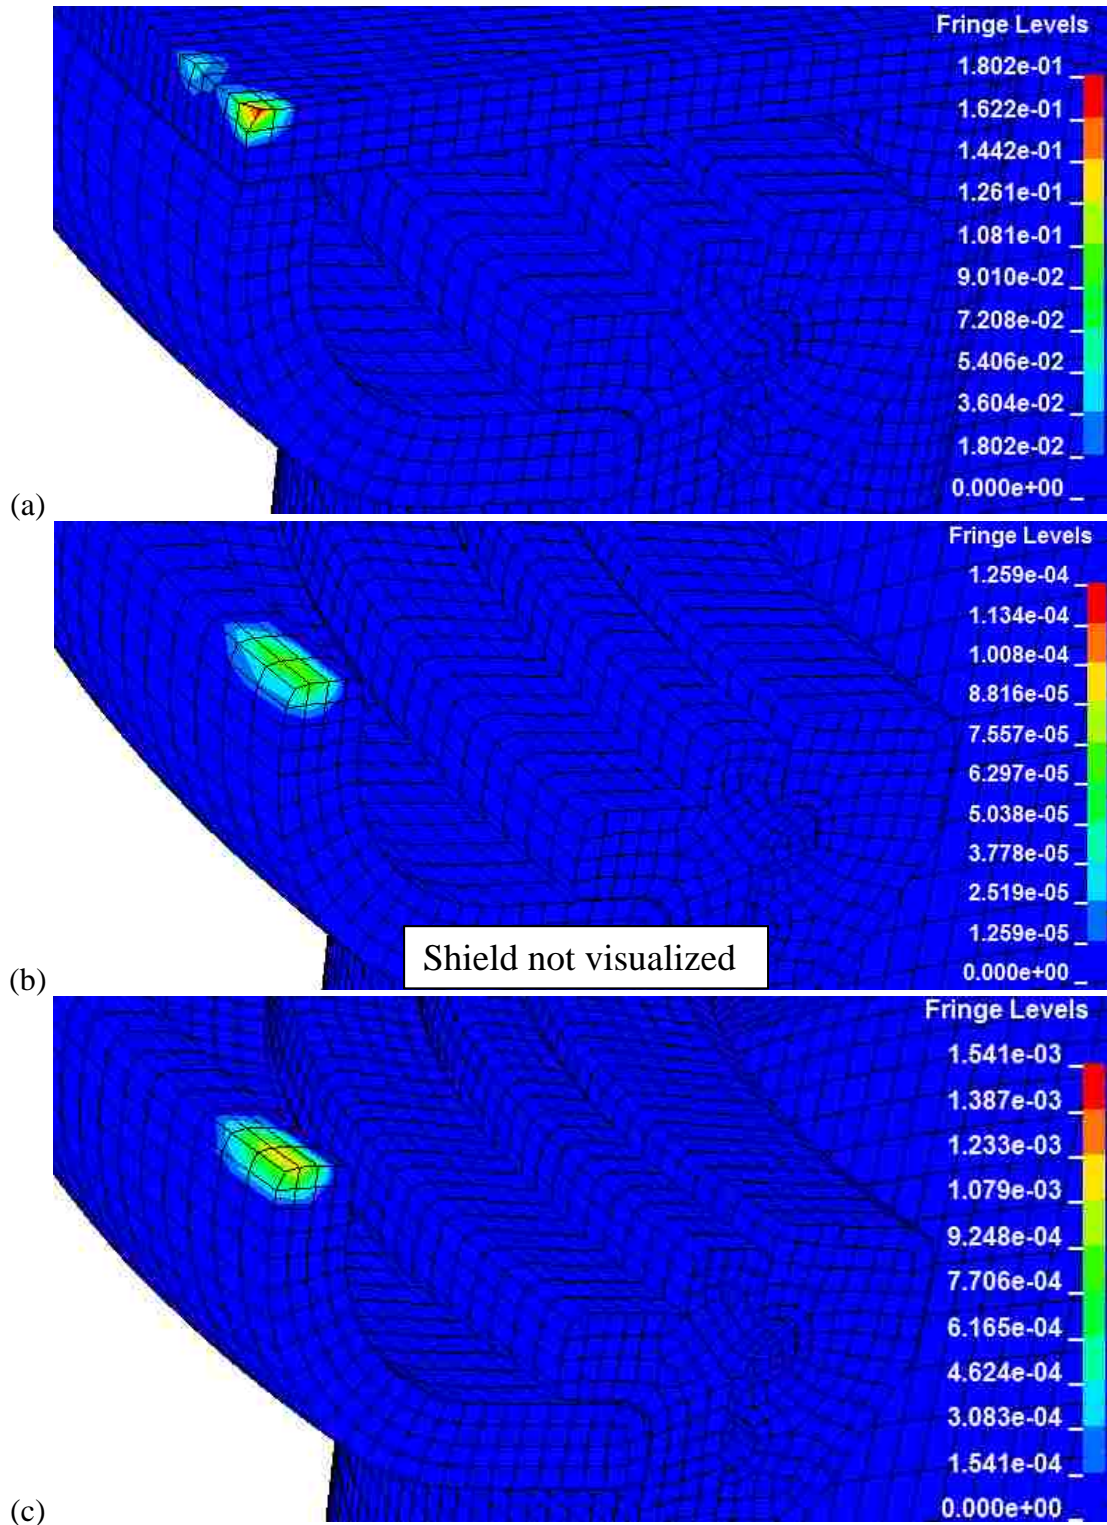 Fringe Levels
1.802e-01
1.622e-01
1.442e-01
1.261e-01
1.081e-01
9.010e-02
7.208e-02
5.406e-02
3.604e-02
1.802e-02
0.000e+00
(a)
Fringe Levels
1.259e-04
1.134e-04
1.008e-04
8.816e-05
7.557e-05
6.297e-05
5.038e-05
3.778e-05
2.519e-05
1.259e-05
0.000e+00
Shield not visualized
(b)
Fringe Levels
1.541e-03
1.387e-03
1.233e-03
1.079e-03
9.248e-04
7.706e-04
6.165e-04
4.624e-04
3.083e-04
1.541e-04
0.000e+00
(c)